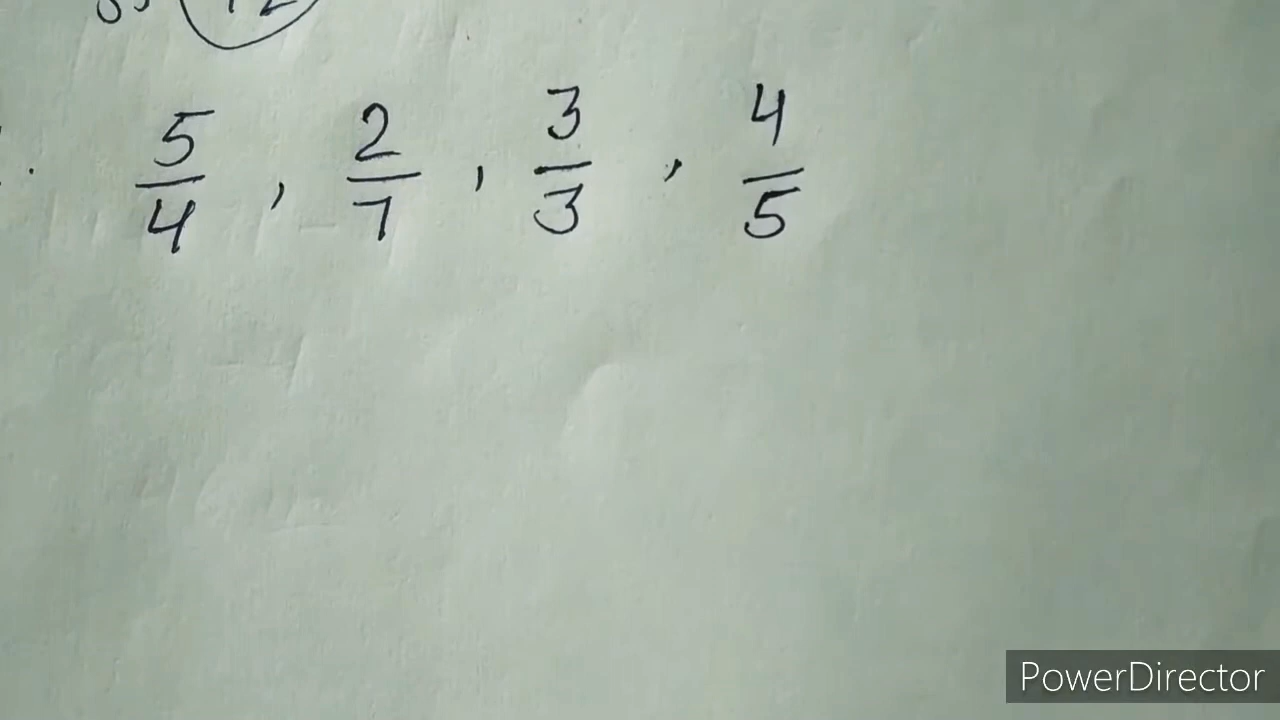 5/4 , 2/7 , 3/3 , 4/5
PowerDirector